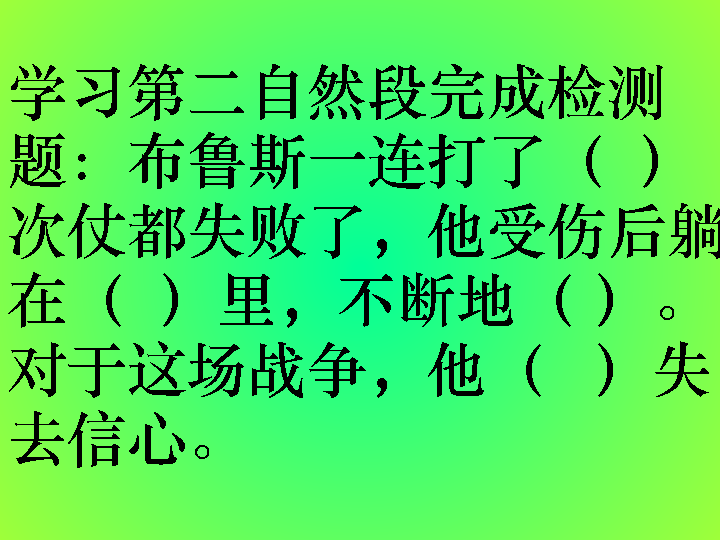 学习第二自然段完成检测
题：布鲁斯一连打了（ ）
次仗都失败了，他受伤后躺
在（ ）里，不断地（ ）。
对于这场战争，他（ ）失
去信心。